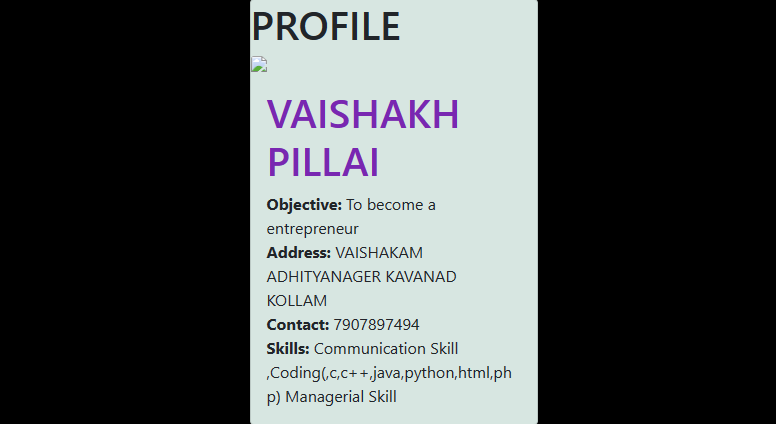 PROFILE
VAISHAKH
PILLAI
Objective: To become a
entrepreneur
Address: VAISHAKAM
ADHITYANAGER KAVANAD
KOLLAM
Contact: 7907897494
Skills: Communication Skill
,Coding(,c,c++,java,python,html,ph
p) Managerial Skill